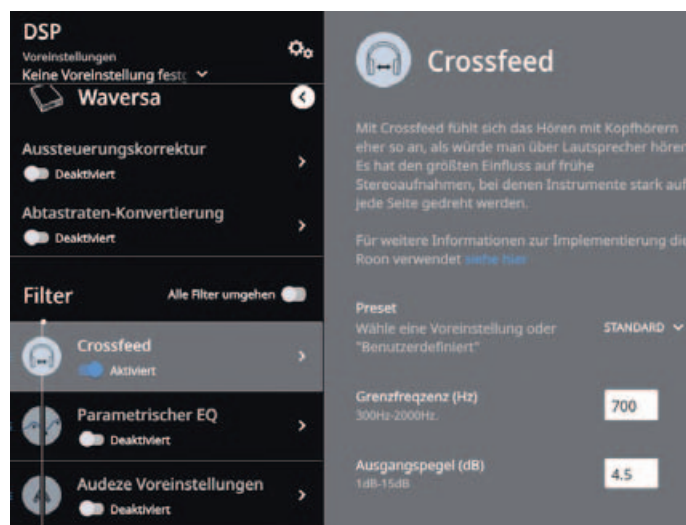 DSP
Voreinstellungen
Keine Voreinstellung festg
Waversa
Aussteuerungskorrektur
Deaktiviert
Abtastraten-Konvertierung
Deaktiviert
Filter
Alle Filter umgehen
Crossfeed
Aktiviert
Parametrischer EQ
Deaktiviert
Audeze Voreinstellungen
Deaktiviert
Crossfeed
Mit Crossfeed fühlt sich das Hören mit Kopfhörern
eher so an, als würde man über Lautsprecher hören
Es hat den größten Einfluss auf frühe
Stereoaufnahmen, bei denen Instrumente stark auf
jede Seite gedreht werden.
Für weitere Informationen zur Implementierung die
Roon verwendet siehe hier
Preset
Wähle eine Voreinstellung oder
"Benutzerdefiniert"
STANDARD
Grenzfreqzenz (Hz)
300Hz-2000Hz.
700
Ausgangspegel (dB)
1dB-15dB
4.5